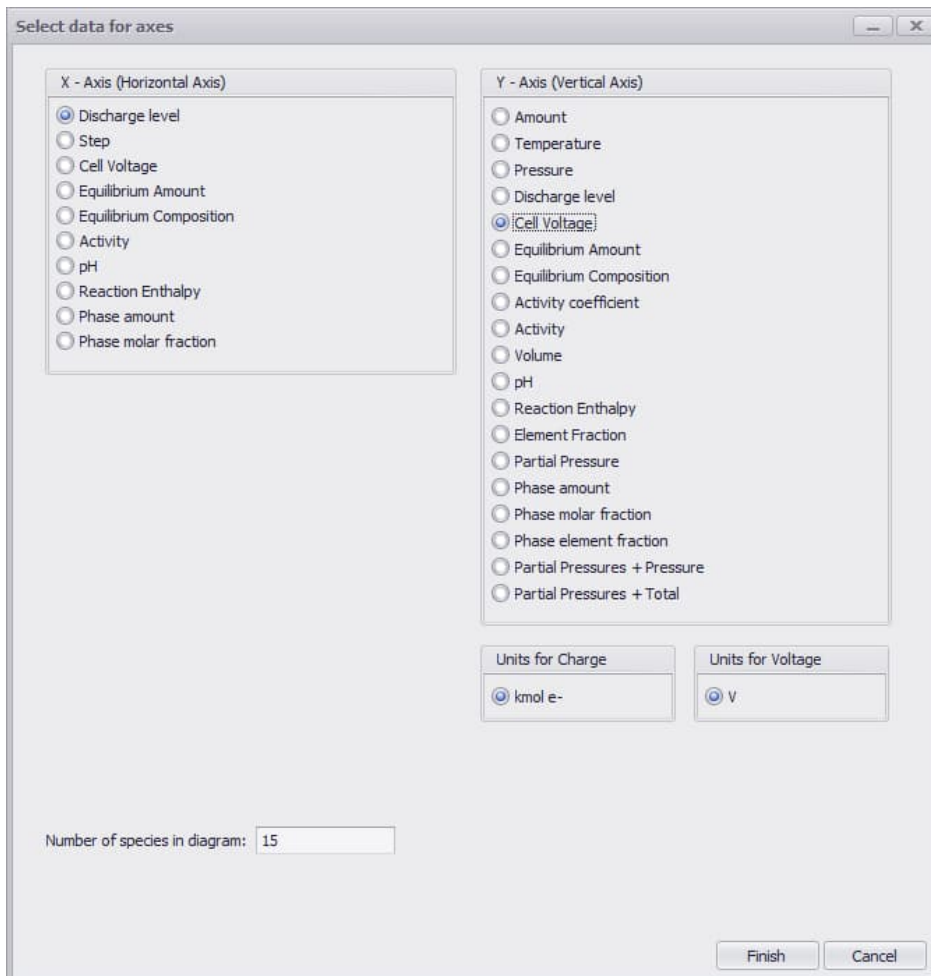 Select data for axes
X - Axis (Horizontal Axis)
Discharge level
Step
Cell Voltage
Equilibrium Amount
Equilibrium Composition
Activity
pH
Reaction Enthalpy
Phase amount
Phase molar fraction
Y - Axis (Vertical Axis)
Amount
Temperature
Pressure
Discharge level
Cell Voltage
Equilibrium Amount
Equilibrium Composition
Activity coefficient
Activity
Volume
pH
Reaction Enthalpy
Element Fraction
Partial Pressure
Phase amount
Phase molar fraction
Phase element fraction
Partial Pressures + Pressure
Partial Pressures + Total
Units for Charge
kmol e-
Units for Voltage
V
Number of species in diagram: 15
Finish
Cancel